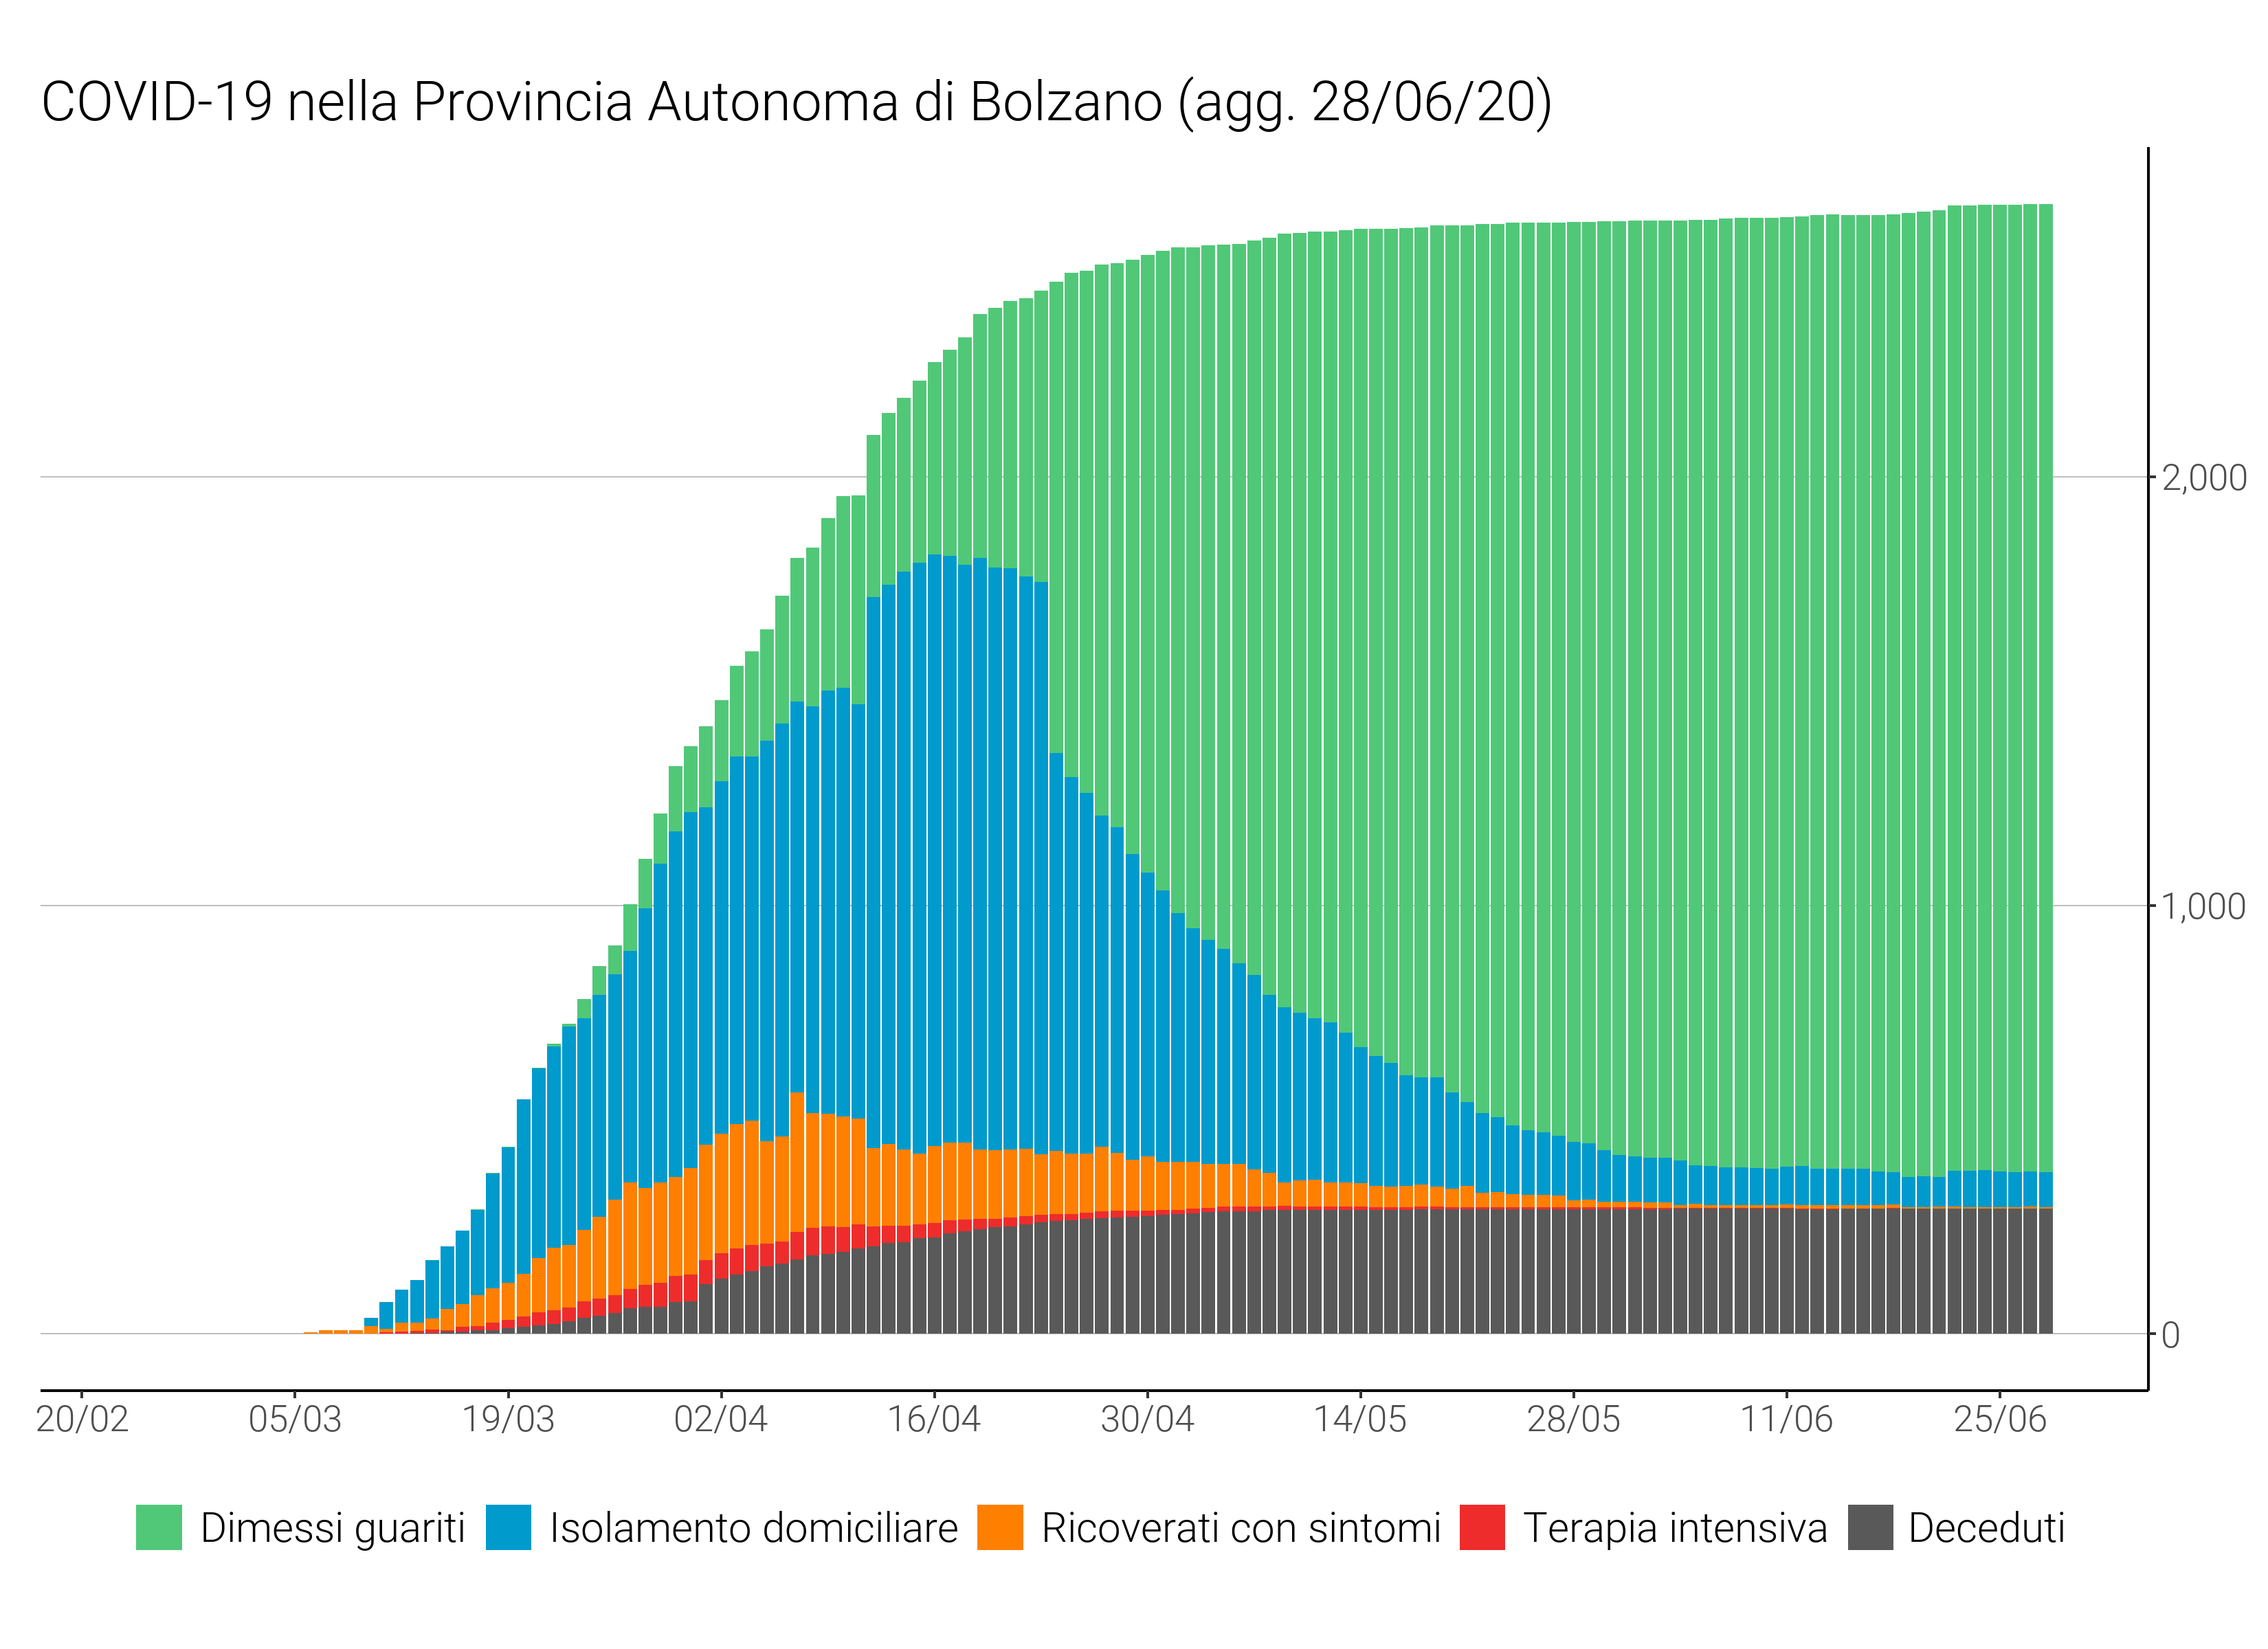 COVID-19 nella Provincia Autonoma di Bolzano (agg. 28/06/20)
2,000
1,000
0
20/02 05/03 19/03 02/04 16/04 30/04 14/05 28/05 11/06 25/06
Dimessi guariti Isolamento domiciliare Ricoverati con sintomi Terapia intensiva Deceduti